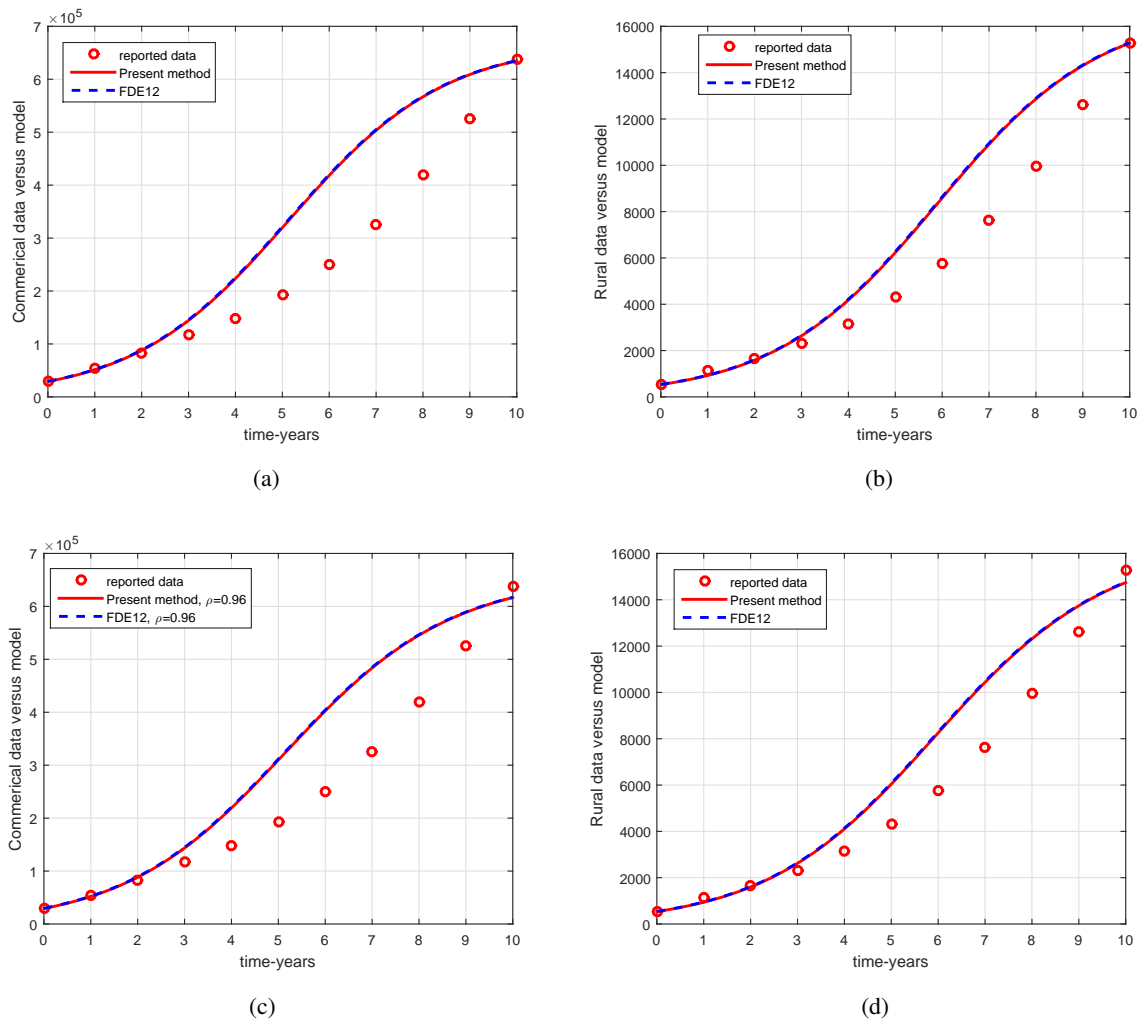 ×10⁵
7
6
5
4
3
2
1
0
Commerical data versus model
reported data
Present method
FDE12
0 1 2 3 4 5 6 7 8 9 10
time-years
(a)
16000
14000
12000
10000
8000
6000
4000
2000
0
Rural data versus model
reported data
Present method
FDE12
0 1 2 3 4 5 6 7 8 9 10
time-years
(b)
×10⁵
7
6
5
4
3
2
1
0
Commerical data versus model
reported data
Present method, ρ=0.96
FDE12, ρ=0.96
0 1 2 3 4 5 6 7 8 9 10
time-years
(c)
16000
14000
12000
10000
8000
6000
4000
2000
0
Rural data versus model
reported data
Present method
FDE12
0 1 2 3 4 5 6 7 8 9 10
time-years
(d)